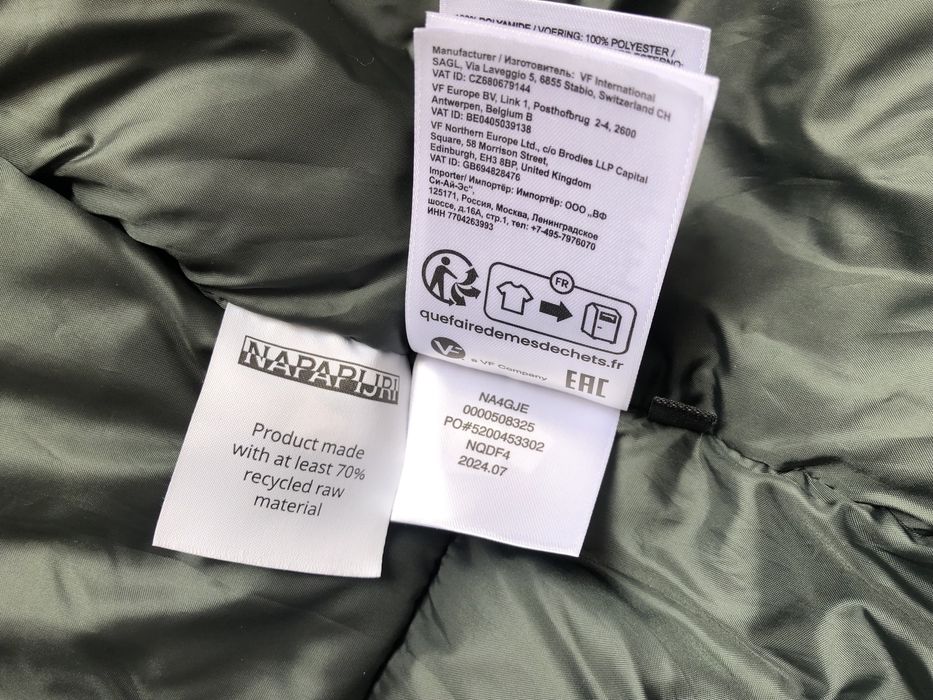 100% POLYAMIDE / VOERING: 100% POLYESTER /
Manufacturer / Изготовитель: VF International
SAGL, Via Laveggio 5, 6855 Stabio, Switzerland CH
VAT ID: CZ680679144
VF Europe BV, Link 1, Posthofbrug 2-4, 2600
Antwerpen, Belgium B
VAT ID: BE0405039138
VF Northern Europe Ltd., c/o Brodies LLP Capital
Square, 58 Morrison Street,
Edinburgh, EH3 8BP, United Kingdom
VAT ID: GB694828476
Importer/ Импортёр: Импортёр: ООО „ВФ
Си-Ай-Эс",
125171, Россия, Москва, Ленинградское
шоссе, д.16А, стр.1, тел: +7-495-7976070
ИНН 7704263993
FR
quefairedemesdechets.fr
VF
a VF Company
EAC
NAPAPIJRI
Product made
with at least 70%
recycled raw
material
NA4GJE
0000508325
PO#5200453302
NQDF4
2024.07